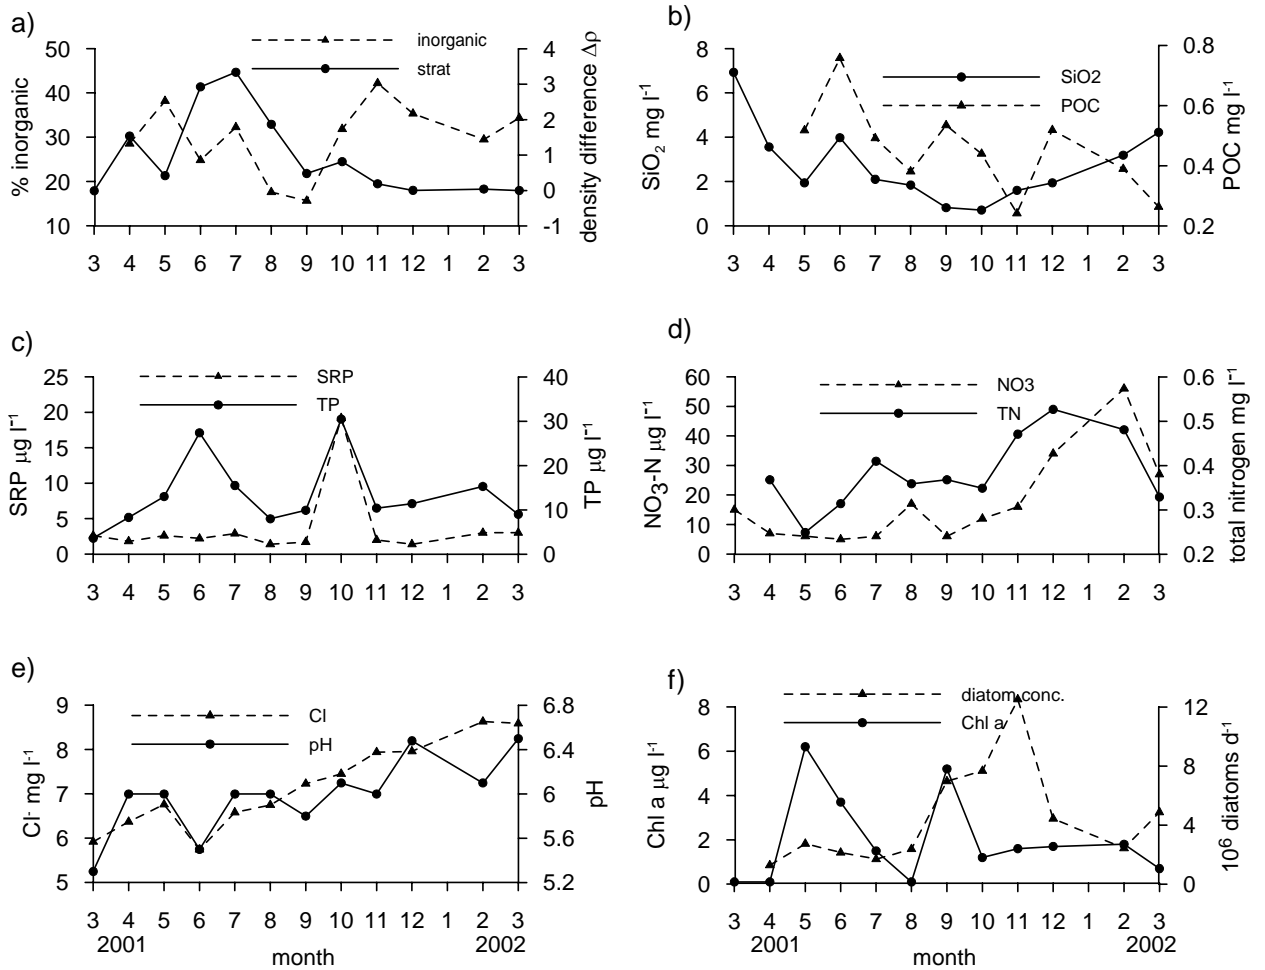 a)
inorganic
strat
% inorganic
50
40
30
20
10
density difference Δρ
4
3
2
1
0
-1
3 4 5 6 7 8 9 10 11 12 1 2 3
b)
SiO2
POC
SiO₂ mg l⁻¹
8
6
4
2
0
POC mg l⁻¹
0.8
0.6
0.4
0.2
3 4 5 6 7 8 9 10 11 12 1 2 3
c)
SRP
TP
SRP µg l⁻¹
25
20
15
10
5
0
TP µg l⁻¹
40
30
20
10
0
3 4 5 6 7 8 9 10 11 12 1 2 3
d)
NO3
TN
NO₃-N µg l⁻¹
60
50
40
30
20
10
0
total nitrogen mg l⁻¹
0.6
0.5
0.4
0.3
0.2
3 4 5 6 7 8 9 10 11 12 1 2 3
e)
Cl
pH
Cl⁻ mg l⁻¹
9
8
7
6
5
pH
6.8
6.4
6
5.6
5.2
3 4 5 6 7 8 9 10 11 12 1 2 3
2001 month 2002
f)
diatom conc.
Chl a
Chl a µg l⁻¹
8
6
4
2
0
10⁶ diatoms d⁻¹
12
8
4
0
3 4 5 6 7 8 9 10 11 12 1 2 3
2001 month 2002